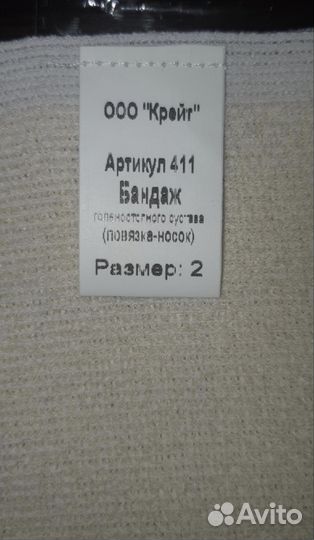 ООО "Крейт"
Артикул 411
Бандаж
голеностопного сустава
(повязка-носок)
Размер: 2
Avito